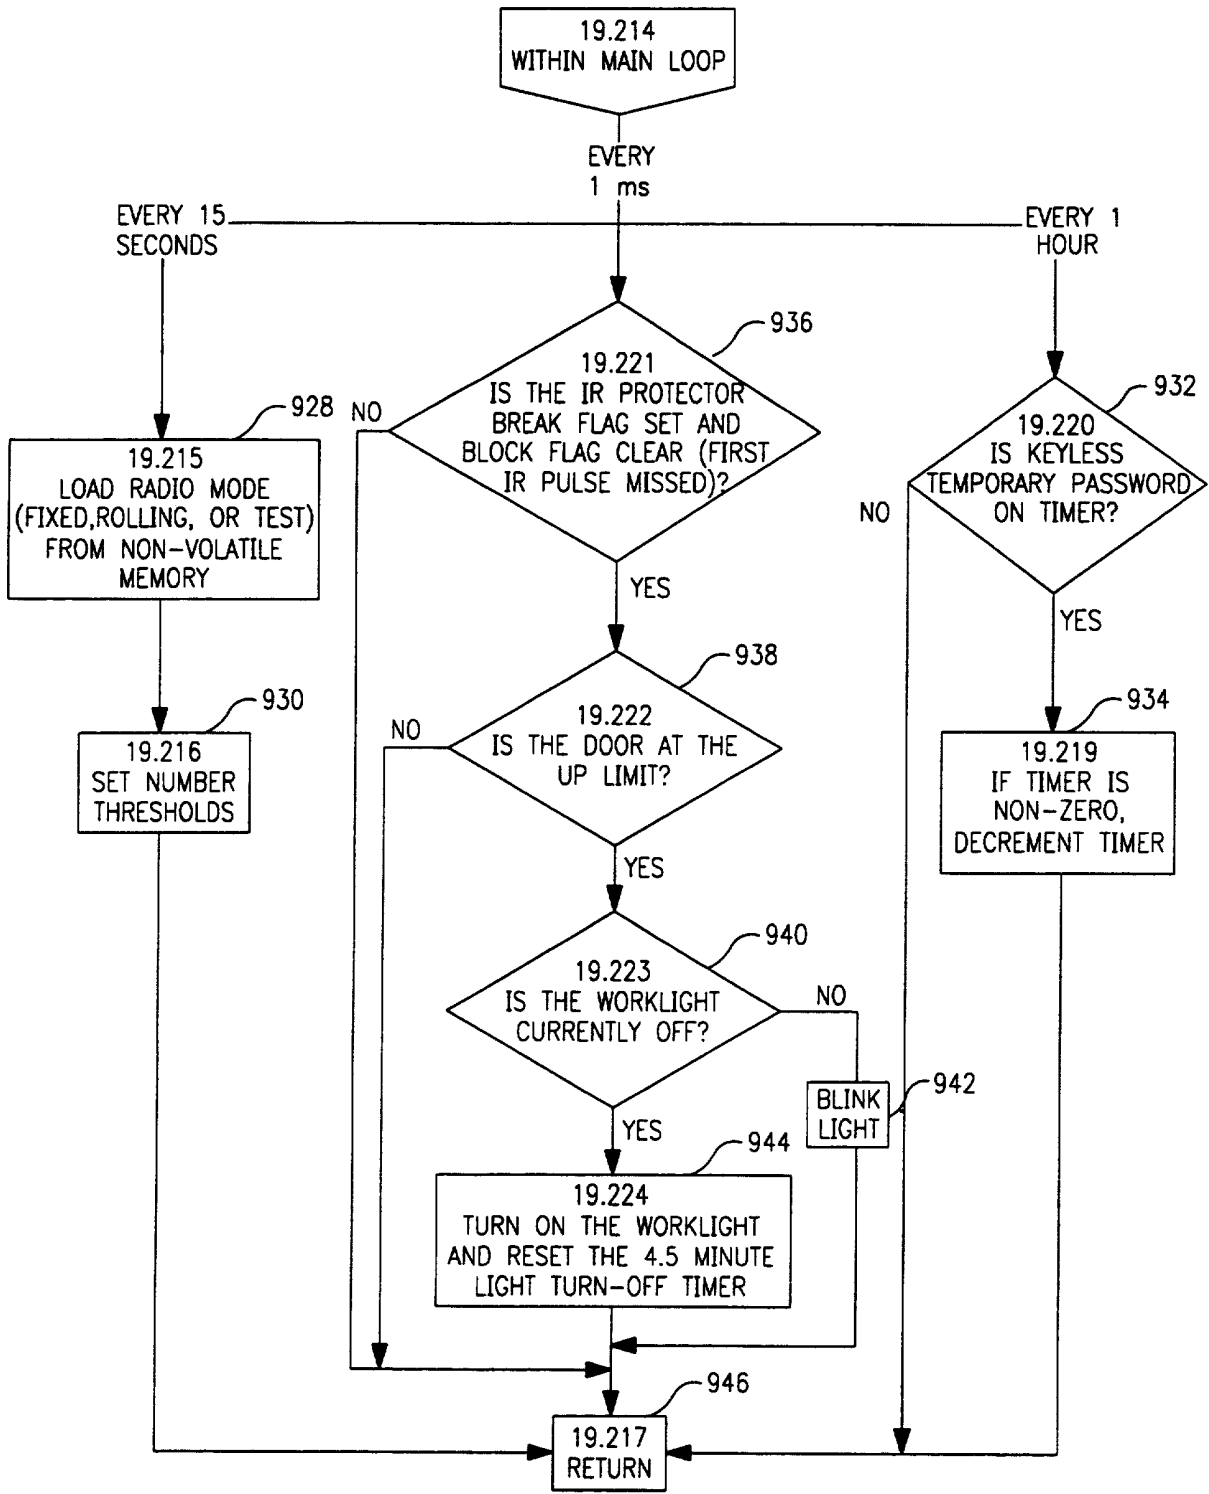 19.214
WITHIN MAIN LOOP
EVERY
1 ms
EVERY 15
SECONDS
EVERY 1
HOUR
936
19.221
IS THE IR PROTECTOR
BREAK FLAG SET AND
BLOCK FLAG CLEAR (FIRST
IR PULSE MISSED)?
NO
YES
928
19.215
LOAD RADIO MODE
(FIXED,ROLLING, OR TEST)
FROM NON-VOLATILE
MEMORY
932
19.220
IS KEYLESS
TEMPORARY PASSWORD
ON TIMER?
NO
YES
930
19.216
SET NUMBER
THRESHOLDS
938
19.222
IS THE DOOR AT THE
UP LIMIT?
NO
YES
934
19.219
IF TIMER IS
NON-ZERO,
DECREMENT TIMER
940
19.223
IS THE WORKLIGHT
CURRENTLY OFF?
NO
YES
942
BLINK
LIGHT
944
19.224
TURN ON THE WORKLIGHT
AND RESET THE 4.5 MINUTE
LIGHT TURN-OFF TIMER
946
19.217
RETURN